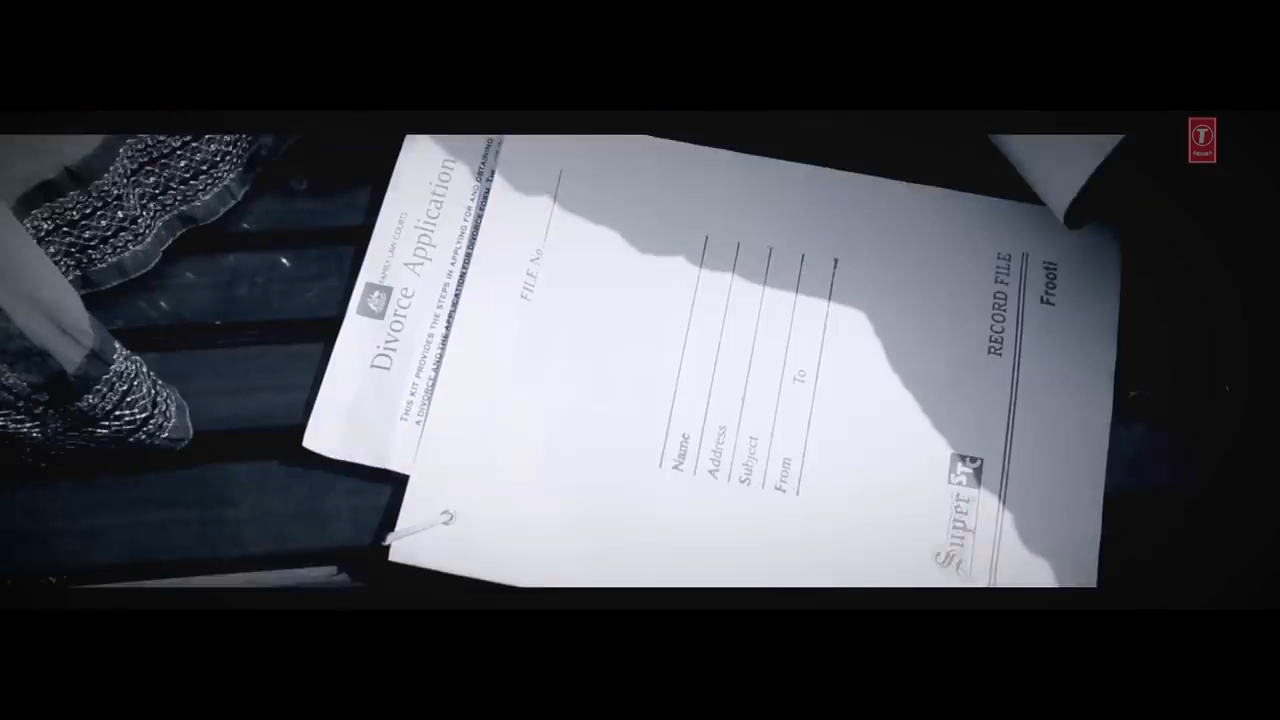 FAMILY LAW COURTS
Divorce Application
THIS KIT PROVIDES THE STEPS IN APPLYING FOR AND OBTAINING
A DIVORCE AND THE APPLICATION FOR DIVORCE FORM. The
FILE No
Name
Address
Subject
From To
Super STC
RECORD FILE
Frooti
T